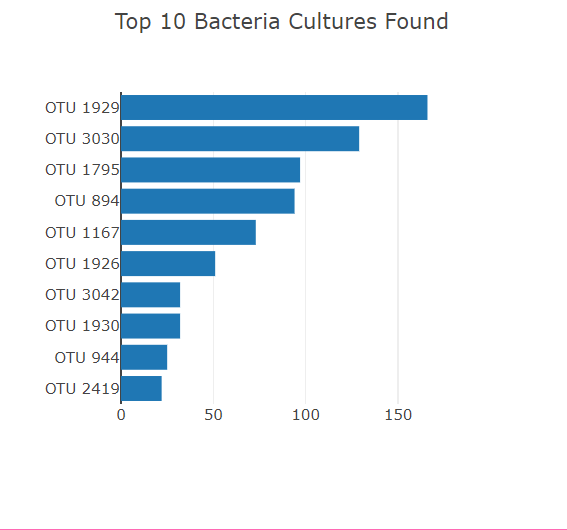 Top 10 Bacteria Cultures Found
OTU 1929
OTU 3030
OTU 1795
OTU 894
OTU 1167
OTU 1926
OTU 3042
OTU 1930
OTU 944
OTU 2419
0 50 100 150